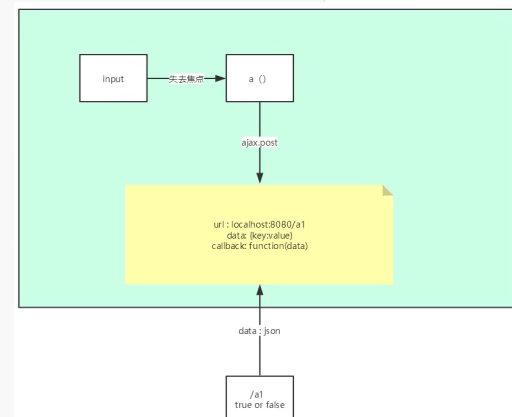 input
失去焦点
a（）
ajax.post
url : localhost:8080/a1
data: {key:value}
callback: function(data)
data : json
/a1
true or false